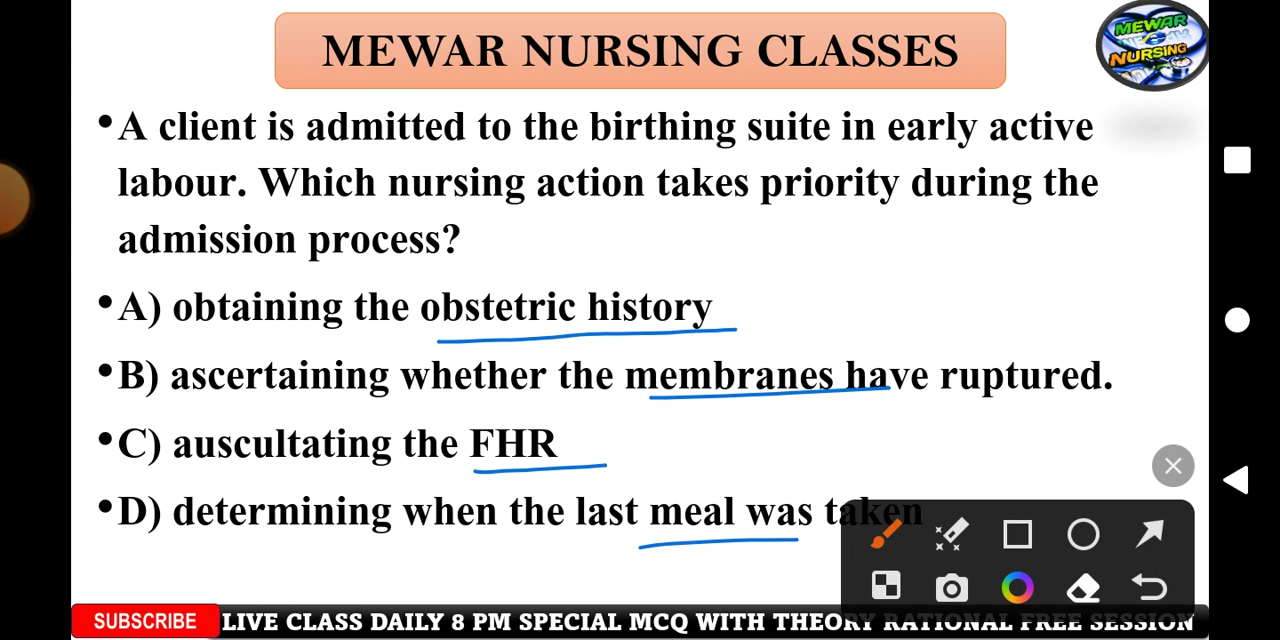 MEWAR NURSING CLASSES
MEWAR
NURSING
•A client is admitted to the birthing suite in early active
labour. Which nursing action takes priority during the
admission process?
•A) obtaining the obstetric history
•B) ascertaining whether the membranes have ruptured.
•C) auscultating the FHR
•D) determining when the last meal was taken
SUBSCRIBE LIVE CLASS DAILY 8 PM SPECIAL MCQ WITH THEORY RATIONAL FREE SESSION